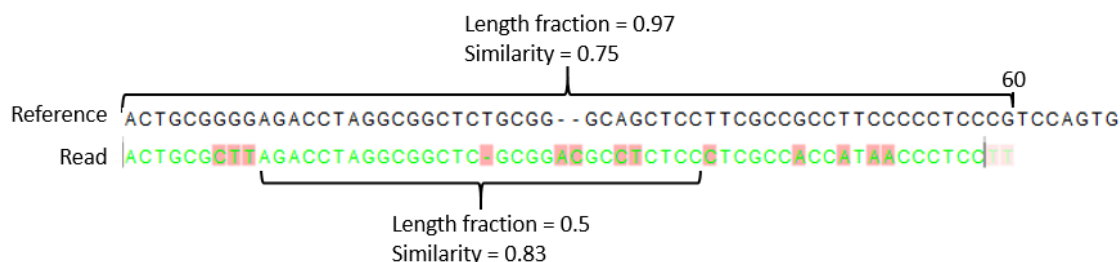 Length fraction = 0.97
Similarity = 0.75
60
Reference ACTGCGGGGAGACCTAGGCGGCTCTGCGG--GCAGCTCCTTCGCCGCCTTCCCCCTCCCGTCCAGTG
Read ACTGCGCTTAGACCTAGGCGGCTC-GCGGACGCCTCTCCCTCGCCACCATAACCCTCCTT
Length fraction = 0.5
Similarity = 0.83